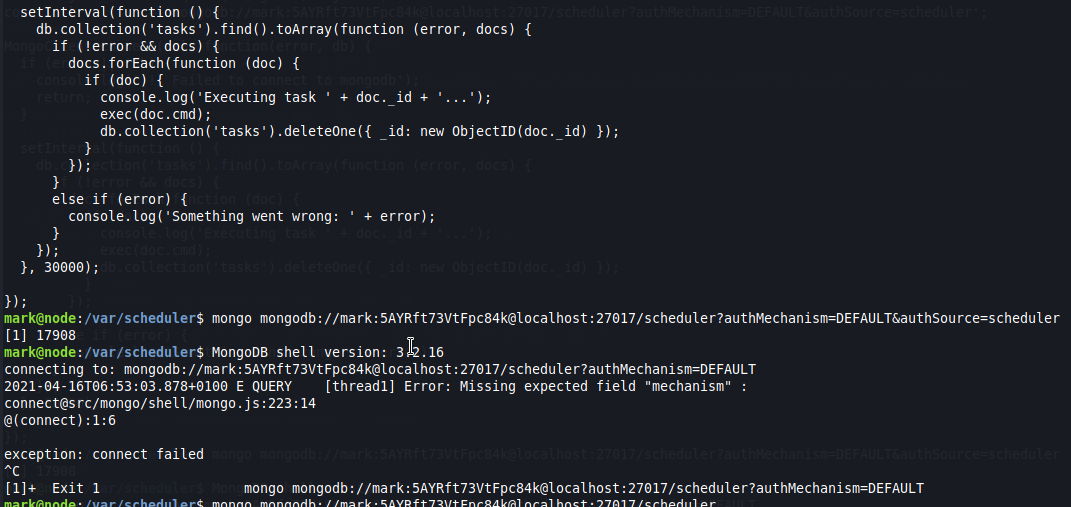 setInterval(function () {
db.collection('tasks').find().toArray(function (error, docs) {
if (!error && docs) {
docs.forEach(function (doc) {
if (doc) {
console.log('Executing task ' + doc._id + '...');
exec(doc.cmd);
db.collection('tasks').deleteOne({ _id: new ObjectID(doc._id) });
}
});
}
else if (error) {
console.log('Something went wrong: ' + error);
}
});
}, 30000);
});
mark@node:/var/scheduler$ mongo mongodb://mark:5AYRft73VtFpc84k@localhost:27017/scheduler?authMechanism=DEFAULT&authSource=scheduler
[1] 17908
mark@node:/var/scheduler$ MongoDB shell version: 3.2.16
connecting to: mongodb://mark:5AYRft73VtFpc84k@localhost:27017/scheduler?authMechanism=DEFAULT
2021-04-16T06:53:03.878+0100 E QUERY    [thread1] Error: Missing expected field "mechanism" :
connect@src/mongo/shell/mongo.js:223:14
@(connect):1:6
exception: connect failed
^C
[1]+  Exit 1                  mongo mongodb://mark:5AYRft73VtFpc84k@localhost:27017/scheduler?authMechanism=DEFAULT
mark@node:/var/scheduler$ mongo mongodb://mark:5AYRft73VtFpc84k@localhost:27017/scheduler